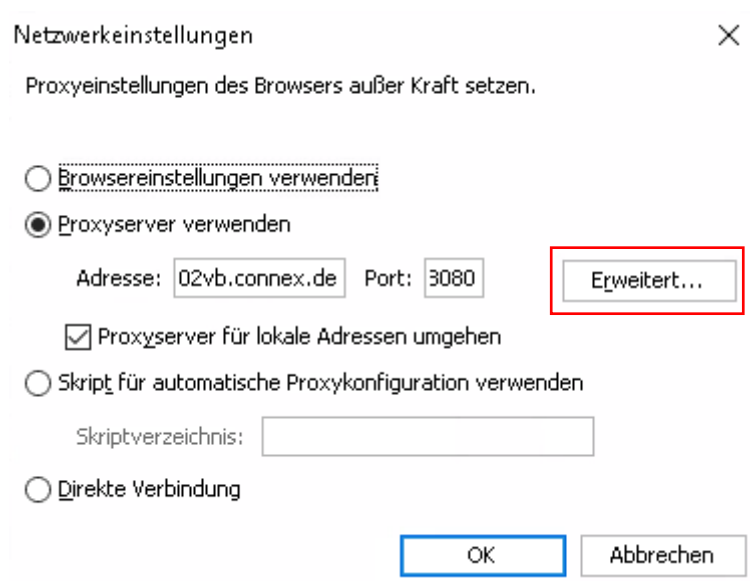 Netzwerkeinstellungen
Proxyeinstellungen des Browsers außer Kraft setzen.
Browsereinstellungen verwenden
Proxyserver verwenden
Adresse: 02vb.connex.de Port: 3080 Erweitert...
Proxyserver für lokale Adressen umgehen
Skript für automatische Proxykonfiguration verwenden
Skriptverzeichnis:
Direkte Verbindung
OK Abbrechen